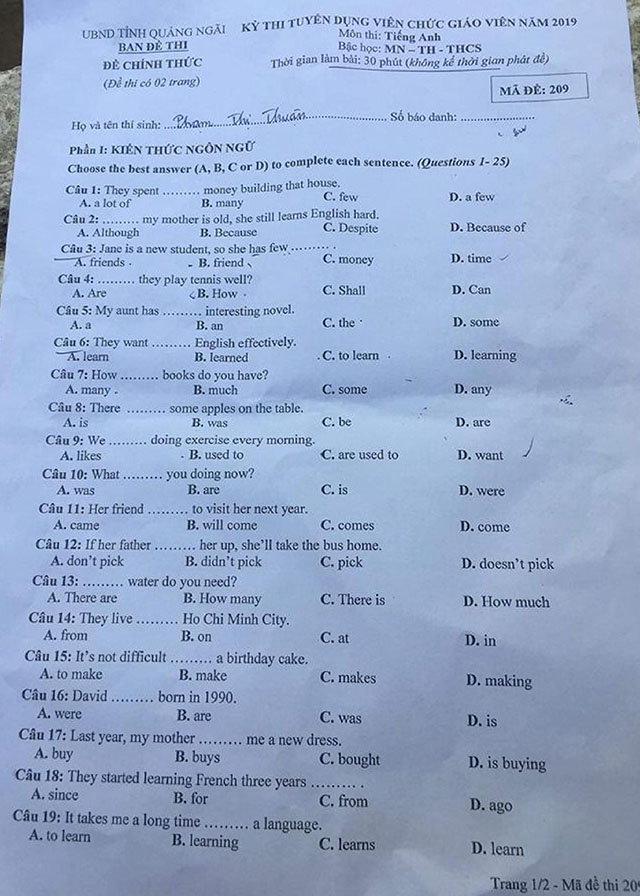 UBND TỈNH QUẢNG NGÃI
BAN ĐỀ THI
ĐỀ CHÍNH THỨC
(Đề thi có 02 trang)
KỲ THI TUYỂN DỤNG VIÊN CHỨC GIÁO VIÊN NĂM 2019
Môn thi: Tiếng Anh
Bậc học: MN - TH - THCS
Thời gian làm bài: 30 phút (không kể thời gian phát đề)
MÃ ĐỀ: 209
Họ và tên thí sinh: ....Phạm....Thị....Thuân.................... Số báo danh: ....................
Phần I: KIẾN THỨC NGÔN NGỮ
Choose the best answer (A, B, C or D) to complete each sentence. (Questions 1- 25)
Câu 1: They spent ......... money building that house.
A. a lot of B. many C. few D. a few
Câu 2: ......... my mother is old, she still learns English hard.
A. Although B. Because C. Despite D. Because of
Câu 3: Jane is a new student, so she has few ......... .
A. friends B. friend C. money D. time
Câu 4: ......... they play tennis well?
A. Are B. How C. Shall D. Can
Câu 5: My aunt has ......... interesting novel.
A. a B. an C. the D. some
Câu 6: They want ......... English effectively.
A. learn B. learned C. to learn D. learning
Câu 7: How ......... books do you have?
A. many B. much C. some D. any
Câu 8: There ......... some apples on the table.
A. is B. was C. be D. are
Câu 9: We ......... doing exercise every morning.
A. likes B. used to C. are used to D. want
Câu 10: What ......... you doing now?
A. was B. are C. is D. were
Câu 11: Her friend ......... to visit her next year.
A. came B. will come C. comes D. come
Câu 12: If her father ......... her up, she'll take the bus home.
A. don't pick B. didn't pick C. pick D. doesn't pick
Câu 13: ......... water do you need?
A. There are B. How many C. There is D. How much
Câu 14: They live ......... Ho Chi Minh City.
A. from B. on C. at D. in
Câu 15: It's not difficult ......... a birthday cake.
A. to make B. make C. makes D. making
Câu 16: David ......... born in 1990.
A. were B. are C. was D. is
Câu 17: Last year, my mother ......... me a new dress.
A. buy B. buys C. bought D. is buying
Câu 18: They started learning French three years ......... .
A. since B. for C. from D. ago
Câu 19: It takes me a long time ......... a language.
A. to learn B. learning C. learns D. learn
Trang 1/2 - Mã đề thi 209